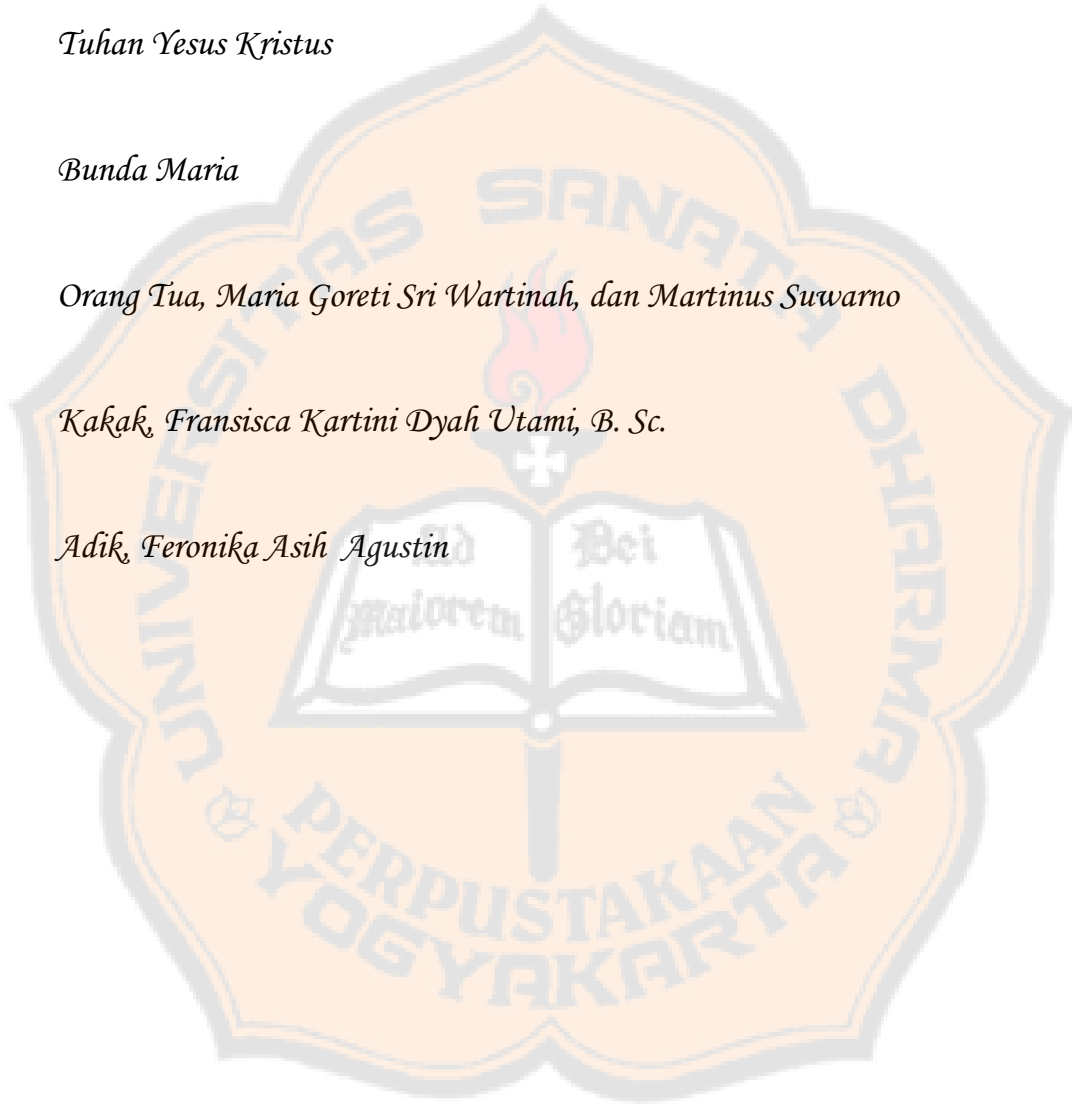 Tuhan Yesus Kristus
Bunda Maria
Orang Tua, Maria Goreti Sri Wartinah, dan Martinus Suwarno
Kakak, Fransisca Kartini Dyah Utami, B. Sc.
Adik, Feronika Asih Agustin
UNIVERSITAS SANATA DHARMA
Ad Dei
Maiorem Gloriam
PERPUSTAKAAN
YOGYAKARTA